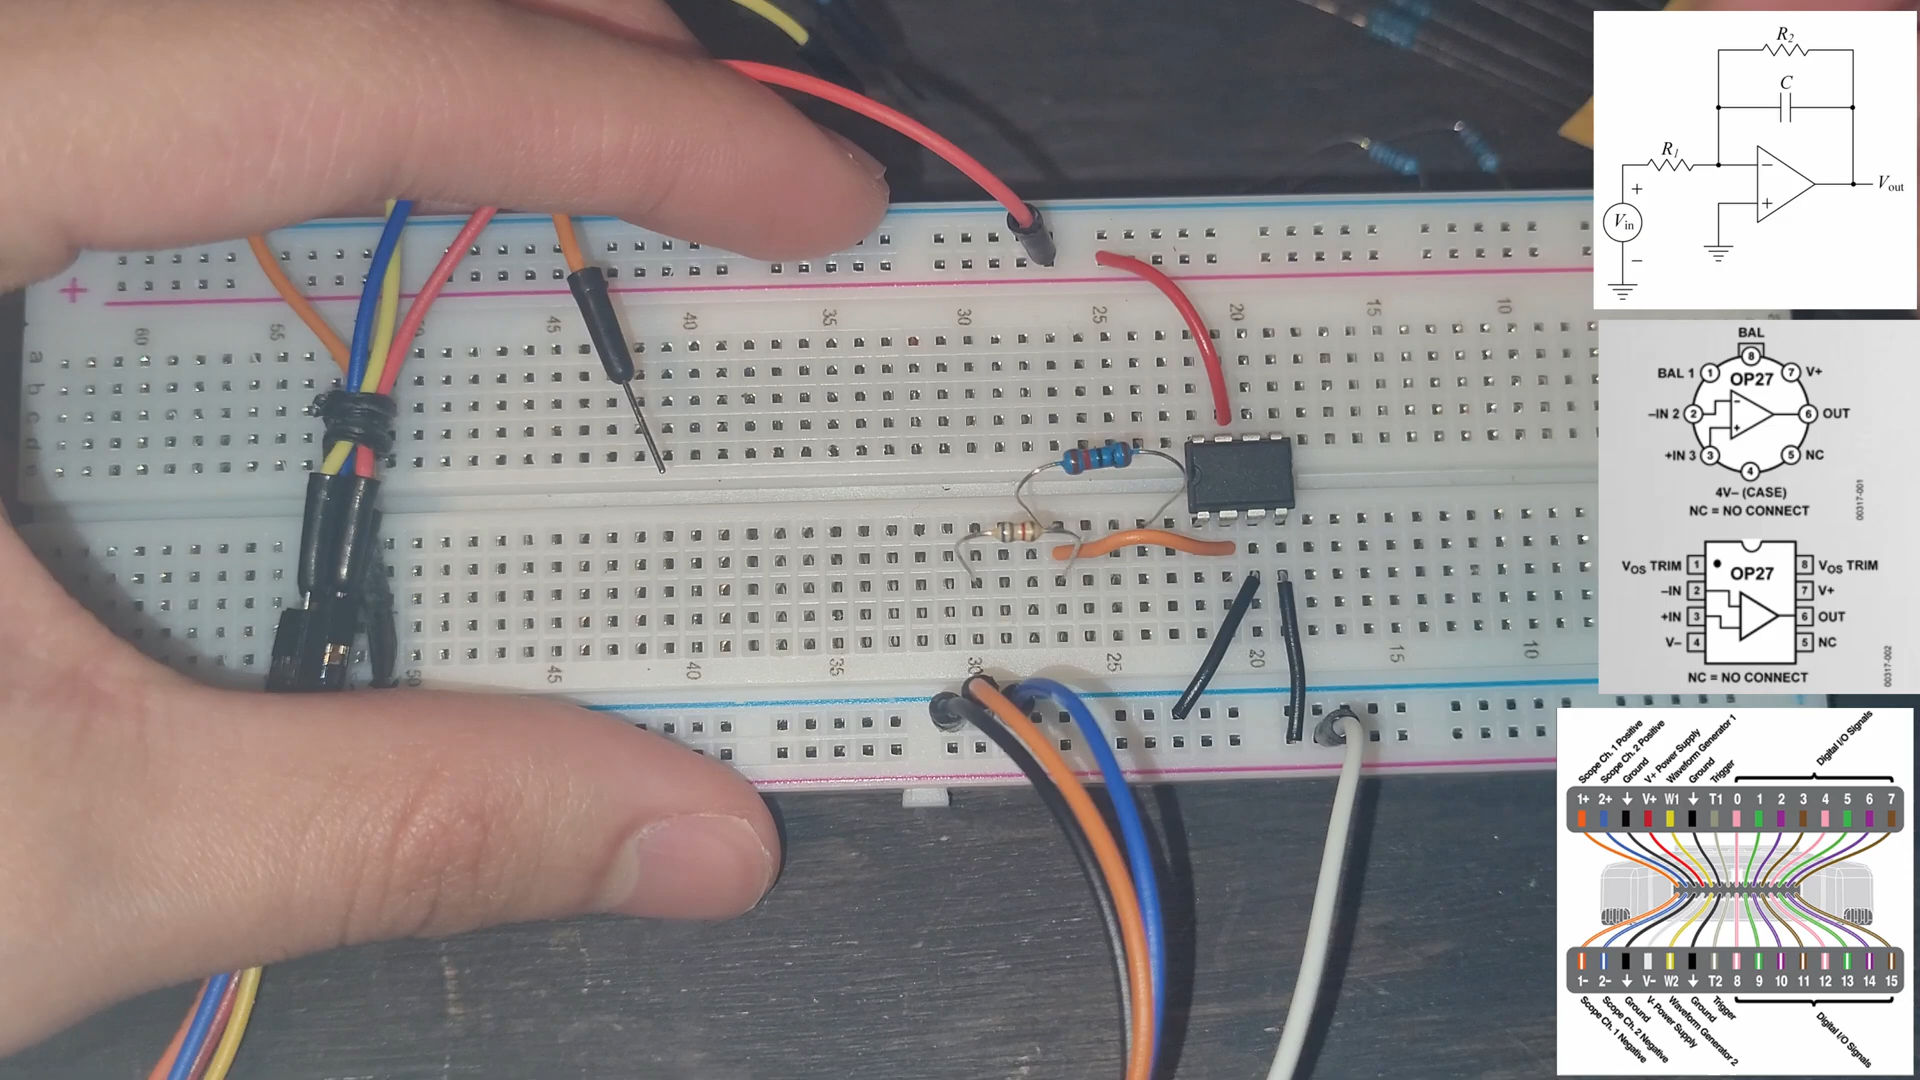 R2
C
R1
Vin
+
−
−
+
Vout
BAL
8
BAL 1 1
OP27
7 V+
–IN 2 2
6 OUT
+IN 3 3
5 NC
4
4V– (CASE)
NC = NO CONNECT
00317-001
VOS TRIM 1
OP27
8 VOS TRIM
–IN 2
7 V+
+IN 3
6 OUT
V– 4
5 NC
NC = NO CONNECT
00317-002
Scope Ch. 1 Positive
Scope Ch. 2 Positive
Ground
V+ Power Supply
Waveform Generator 1
Ground
Trigger
Digital I/O Signals
1+ 2+ ↓ V+ W1 ↓ T1 0 1 2 3 4 5 6 7
1- 2- ↓ V- W2 ↓ T2 8 9 10 11 12 13 14 15
Scope Ch. 1 Negative
Scope Ch. 2 Negative
Ground
V- Power Supply
Waveform Generator 2
Ground
Trigger
Digital I/O Signals
+
60 55 45 40 35 30 25 20 15 10
a
b
c
d
e
50 45 40 35 30 25 20 15 10